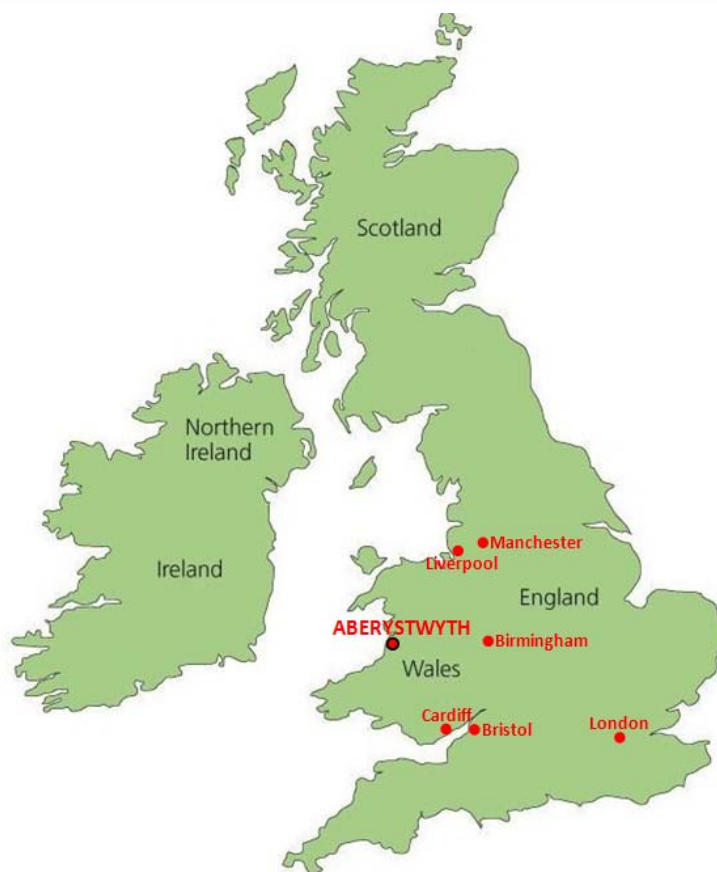 Scotland
Northern
Ireland
Manchester
Liverpool
Ireland
England
ABERYSTWYTH
Birmingham
Wales
Cardiff
Bristol
London